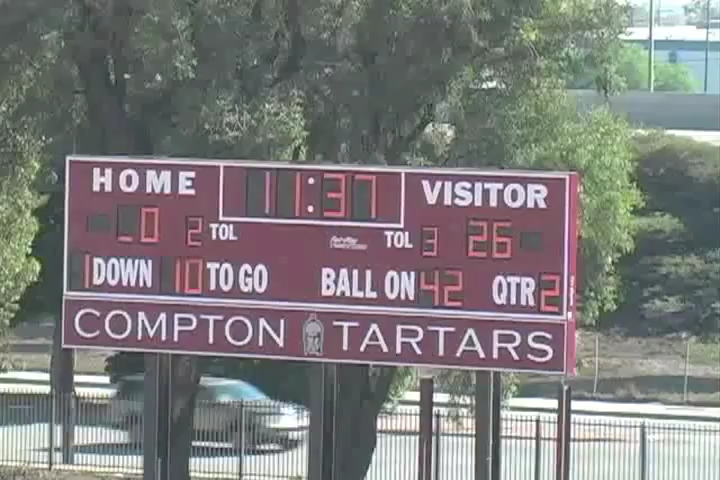 HOME 11:37 VISITOR
0 2 TOL TOL 3 26
1 DOWN 10 TO GO BALL ON 42 QTR 2
COMPTON TARTARS